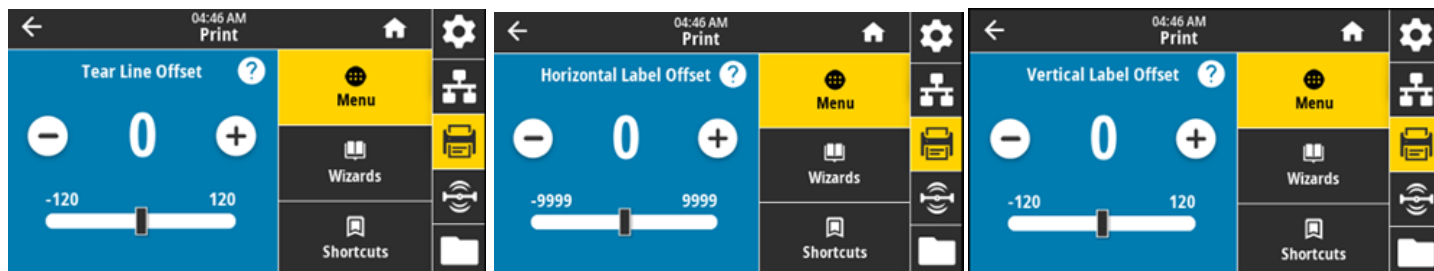 04:46 AM
Print
Tear Line Offset ?
Menu
0
Wizards
-120 120
Shortcuts
04:46 AM
Print
Horizontal Label Offset ?
Menu
0
Wizards
-9999 9999
Shortcuts
04:46 AM
Print
Vertical Label Offset ?
Menu
0
Wizards
-120 120
Shortcuts